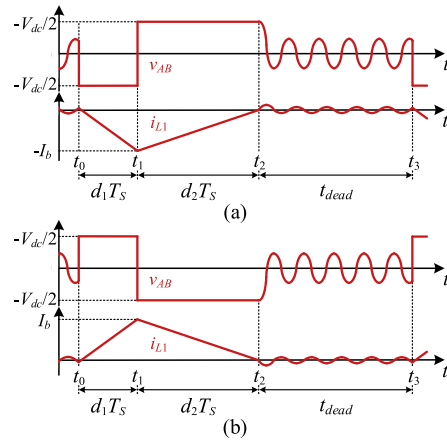 -V_dc/2
v_AB
t
-V_dc/2
i_L1
t
-I_b
t_0 t_1 t_2 t_3
d_1T_S d_2T_S t_dead
(a)
-V_dc/2
v_AB
t
-V_dc/2
I_b
i_L1
t
t_0 t_1 t_2 t_3
d_1T_S d_2T_S t_dead
(b)